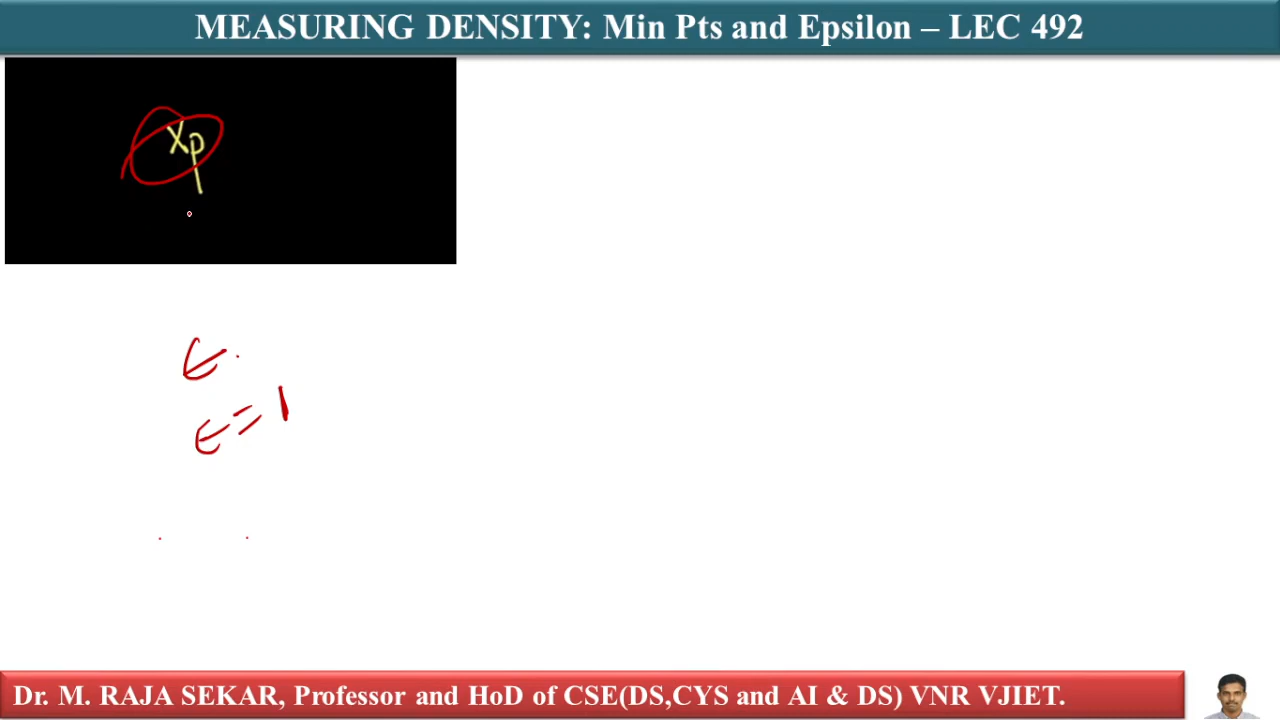 MEASURING DENSITY: Min Pts and Epsilon – LEC 492
Xp
ϵ
ϵ = 1
Dr. M. RAJA SEKAR, Professor and HoD of CSE(DS,CYS and AI & DS) VNR VJIET.